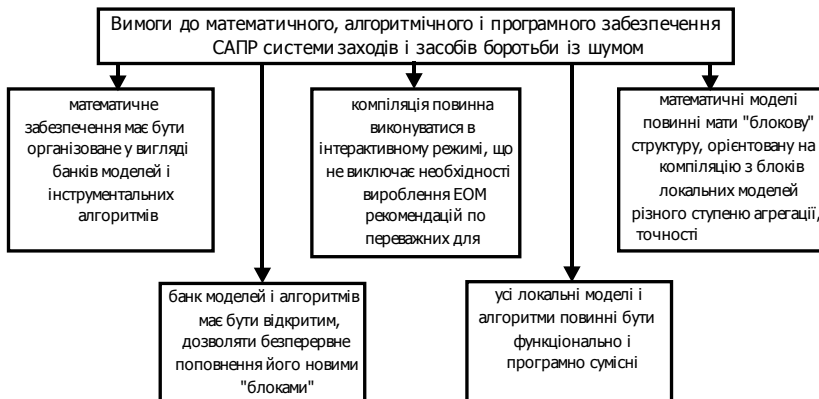 Вимоги до математичного, алгоритмічного і програмного забезпечення
САПР системи заходів і засобів боротьби із шумом
математичне
забезпечення має бути
організоване у вигляді
банків моделей і
інструментальних
алгоритмів
компіляція повинна
виконуватися в
інтерактивному режимі, що
не виключає необхідності
вироблення ЕОМ
рекомендацій по
переважних для
математичні моделі
повинні мати "блокову"
структуру, орієнтовану на
компіляцію з блоків
локальних моделей
різного ступеню агрегації,
точності
банк моделей і алгоритмів
має бути відкритим,
дозволяти безперервне
поповнення його новими
"блоками"
усі локальні моделі і
алгоритми повинні бути
функціонально і
програмно сумісні